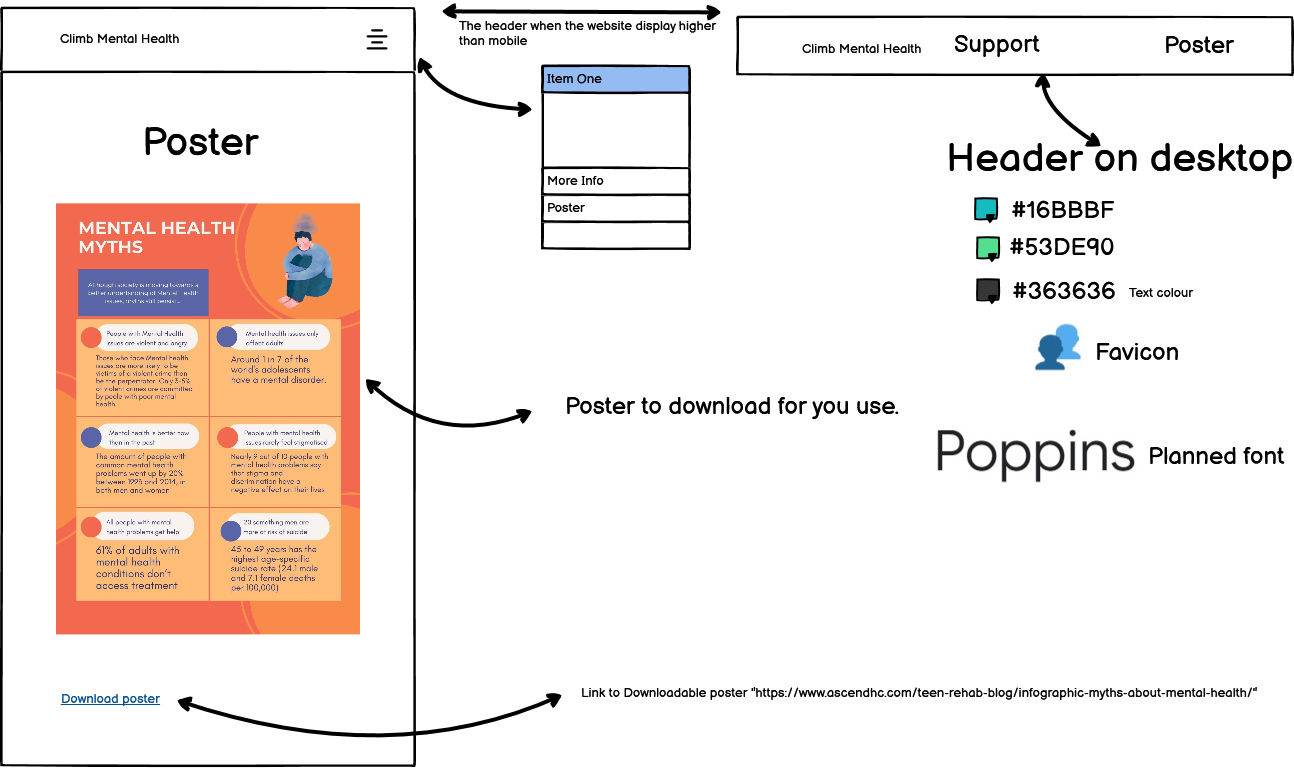 Climb Mental Health
The header when the website display higher
than mobile
Climb Mental Health
Support
Poster
Item One
More Info
Poster
Header on desktop
#16BBBF
#53DE90
#363636 Text colour
Favicon
Poppins Planned font
Poster
MENTAL HEALTH
MYTHS
Although society is moving towards a
better understanding of Mental Health
issues, myths still persist...
People with Mental Health
issues are violent and angry
Those who face Mental health
issues are more likely to be
victims of a violent crime than
be the perpertrator. Only 3-5%
of violent crimes are committed
by people with poor mental
health
Mental health issues only
affect adults
Around 1 in 7 of the
world's adolescents
have a mental disorder.
Mental health is better now
then in the past
The amount of people with
common mental health
problems went up by 20%
between 1993 and 2014, in
both men and women
People with mental health
issues rarely feel stigmatised
Nearly 9 out of 10 people with
mental health problems say
that stigma and
discrimination have a
negative effect on their lives
All people with mental
health problems get help
61% of adults with
mental health
conditions don't
access treatment
20 something men are
more at risk of suicide
45 to 49 years has the
highest age-specific
suicide rate (24.1 male
and 7.1 female deaths
per 100,000)
Poster to download for you use.
Download poster
Link to Downloadable poster "https://www.ascendhc.com/teen-rehab-blog/infographic-myths-about-mental-health/"